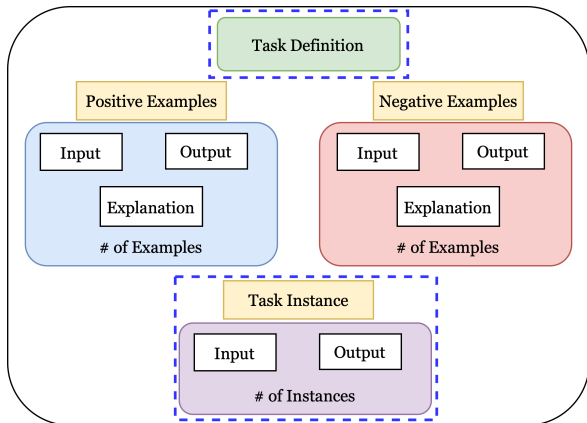 Task Definition
Positive Examples
Negative Examples
Input
Output
Input
Output
Explanation
Explanation
# of Examples
# of Examples
Task Instance
Input
Output
# of Instances